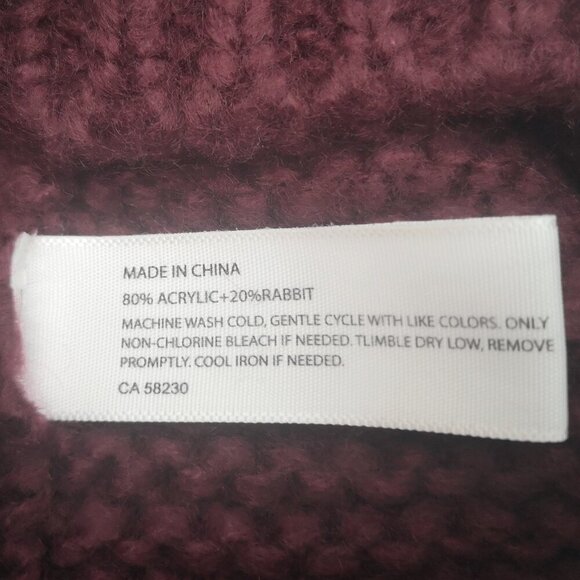 MADE IN CHINA
80% ACRYLIC+20%RABBIT
MACHINE WASH COLD, GENTLE CYCLE WITH LIKE COLORS. ONLY
NON-CHLORINE BLEACH IF NEEDED. TLIMBLE DRY LOW, REMOVE
PROMPTLY. COOL IRON IF NEEDED.
CA 58230